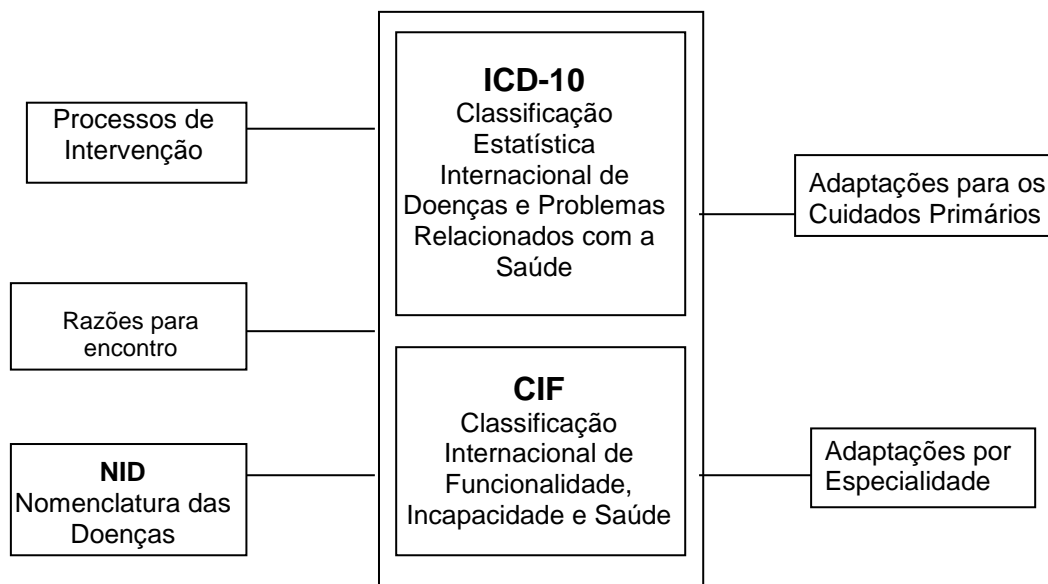 Processos de
Intervenção
Razões para
encontro
NID
Nomenclatura das
Doenças
ICD-10
Classificação
Estatística
Internacional de
Doenças e Problemas
Relacionados com a
Saúde
CIF
Classificação
Internacional de
Funcionalidade,
Incapacidade e Saúde
Adaptações para os
Cuidados Primários
Adaptações por
Especialidade